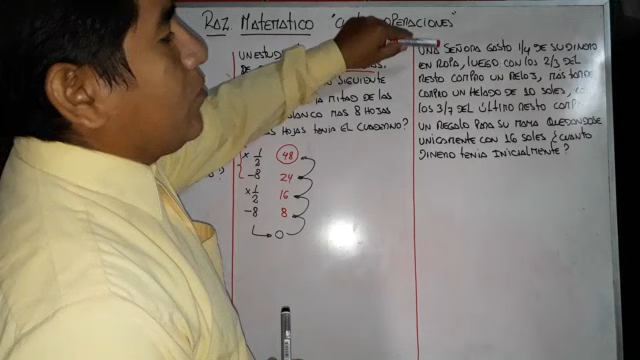 RAZ. MATEMATICO "CUATRO OPERACIONES"
UN ESTUDI
SIGUIENTE
MITAD DE LAS
BLANCO MAS 8 HOJAS
HOJAS TENIA EL CUADERNO?
x 1/2 48
-8 24
x 1/2 16
-8 8
0
UNA SEÑORA GASTO 1/4 DE SU DINERO
EN ROPA, LUEGO CON LOS 2/3 DEL
RESTO COMPRO UN RELOJ, MAS TARDE
COMPRO UN HELADO DE 10 SOLES, CON
LOS 3/7 DEL ÚLTIMO RESTO COMP
UN REGALO PARA SU MAMA QUEDANDOSE
UNICAMENTE CON 16 SOLES ¿CUANTO
DINERO TENIA INICIALMENTE?